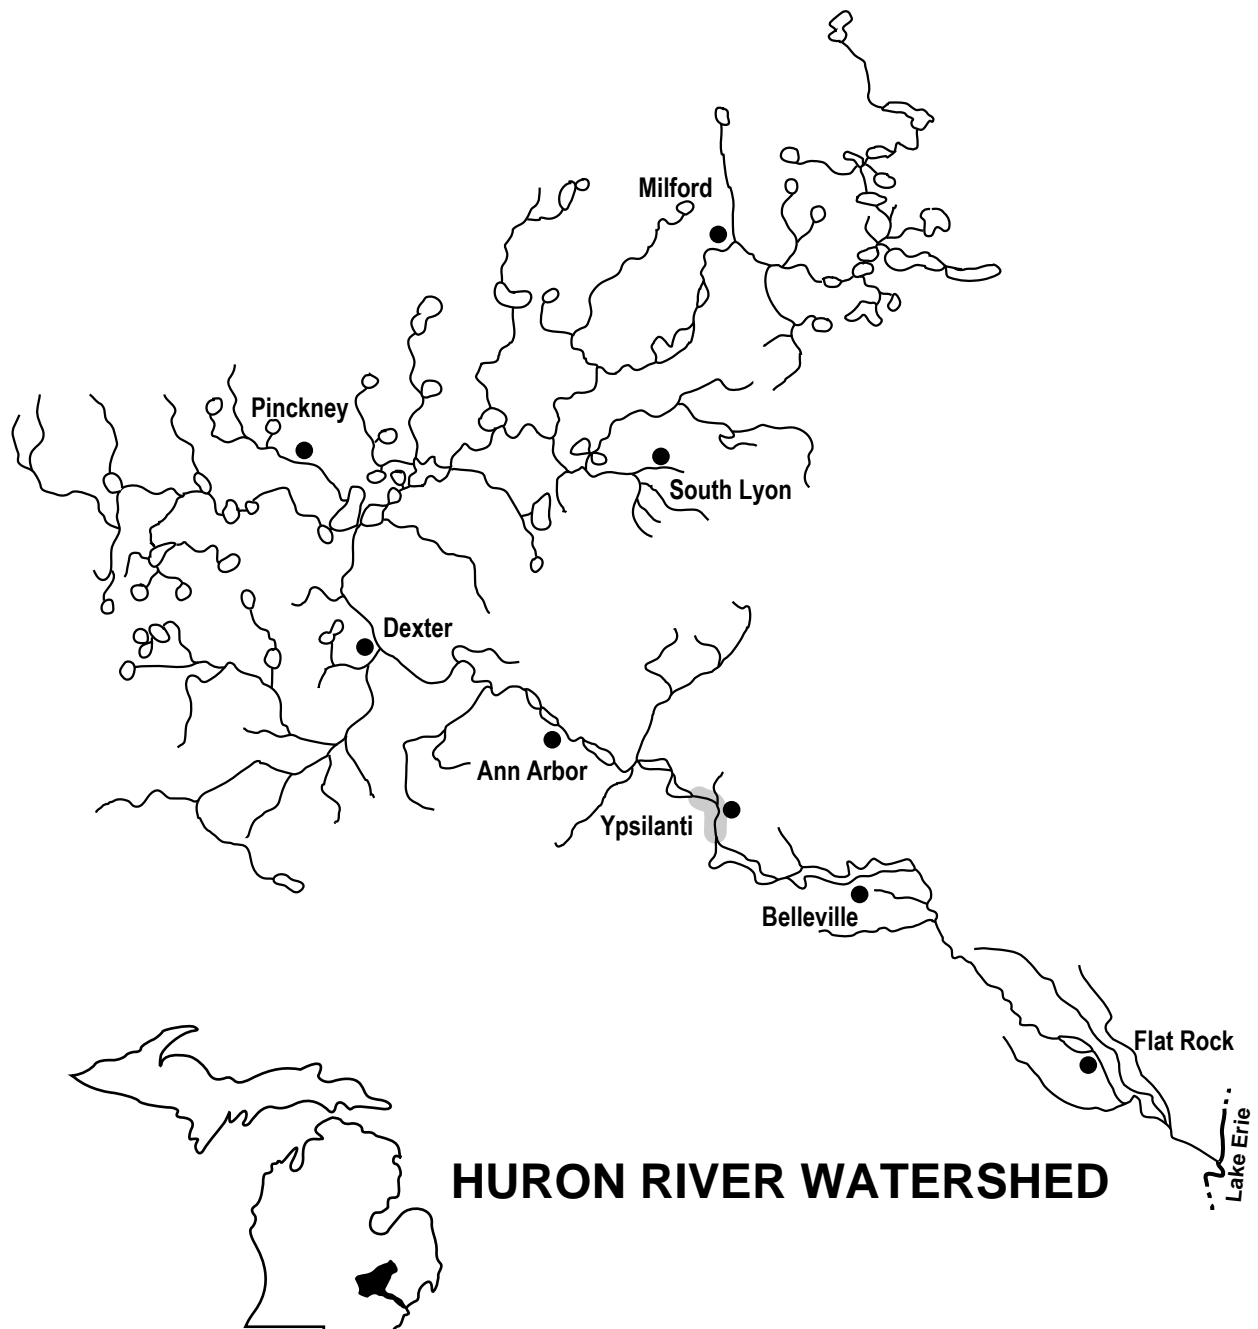 Milford
Pinckney
South Lyon
Dexter
Ann Arbor
Ypsilanti
Belleville
Flat Rock
Lake Erie
HURON RIVER WATERSHED